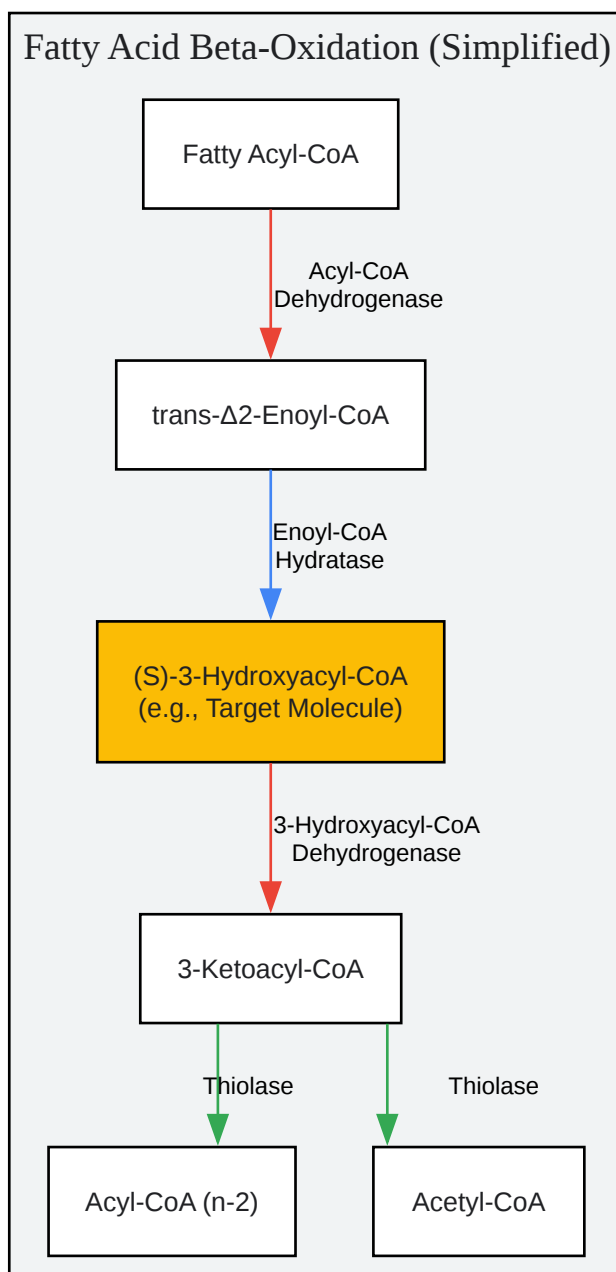 Fatty Acid Beta-Oxidation (Simplified)
Fatty Acyl-CoA
Acyl-CoA
Dehydrogenase
trans-Δ2-Enoyl-CoA
Enoyl-CoA
Hydratase
(S)-3-Hydroxyacyl-CoA
(e.g., Target Molecule)
3-Hydroxyacyl-CoA
Dehydrogenase
3-Ketoacyl-CoA
Thiolase
Thiolase
Acyl-CoA (n-2)
Acetyl-CoA